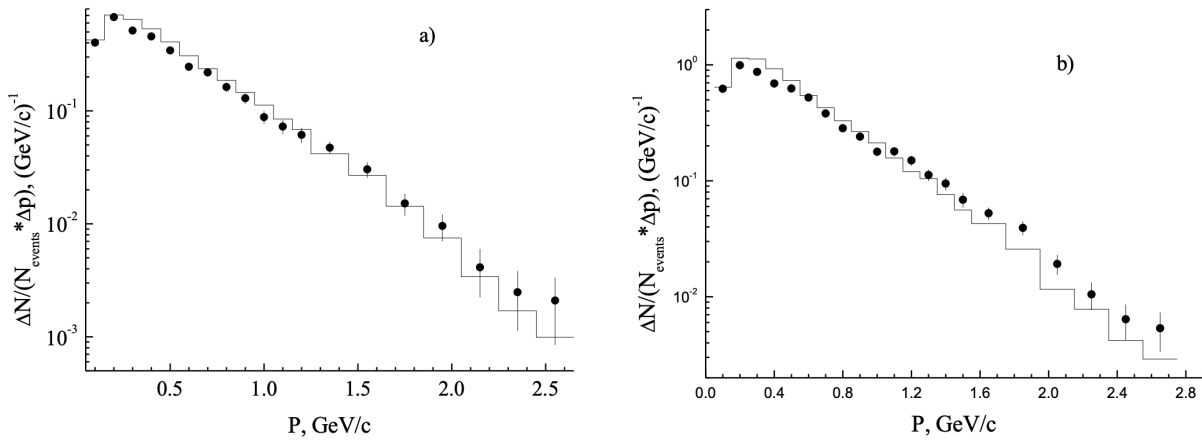 a)
ΔN/(N_events*Δp), (GeV/c)^-1
10^-1
10^-2
10^-3
0.5 1.0 1.5 2.0 2.5
P, GeV/c
b)
ΔN/(N_events*Δp), (GeV/c)^-1
10^0
10^-1
10^-2
0.0 0.4 0.8 1.2 1.6 2.0 2.4 2.8
P, GeV/c